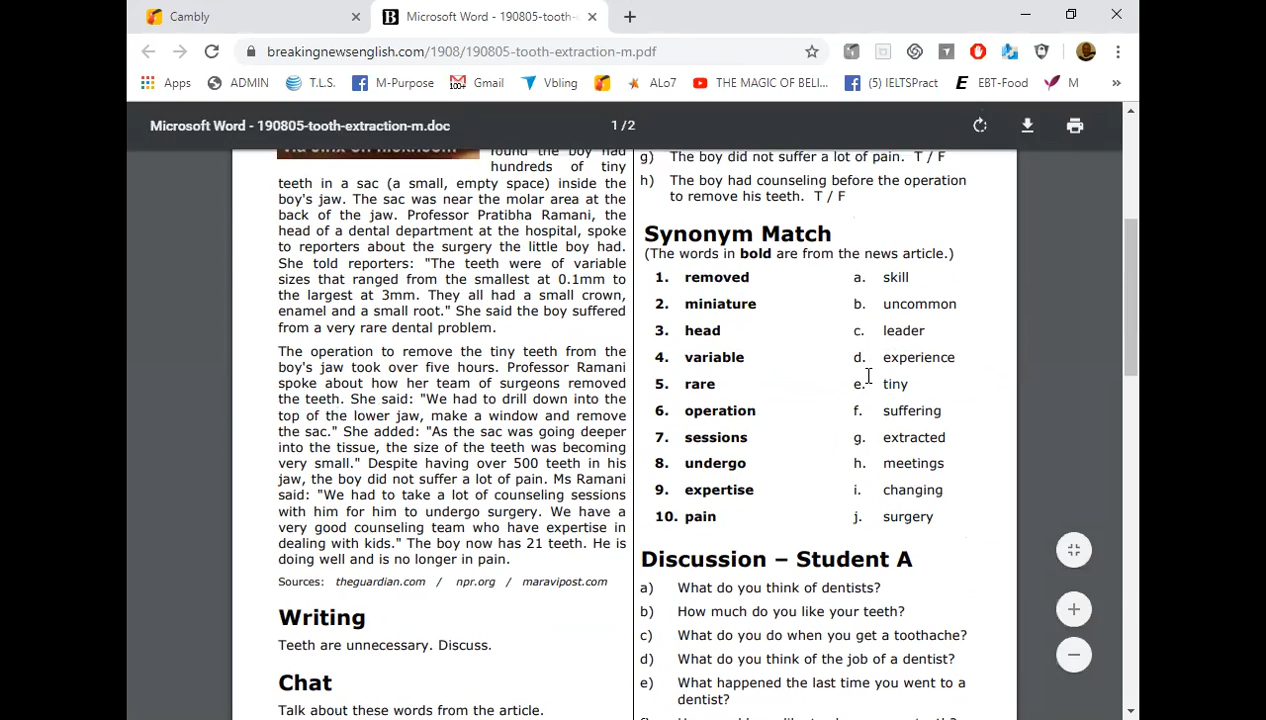 Cambly
Microsoft Word - 190805-tooth-
breakingnewsenglish.com/1908/190805-tooth-extraction-m.pdf
Apps ADMIN T.L.S. M-Purpose Gmail Vbling ALo7 THE MAGIC OF BELI... (5) IELTSPract EBT-Food M »
Microsoft Word - 190805-tooth-extraction-m.doc 1 / 2
round the boy had
hundreds of tiny
teeth in a sac (a small, empty space) inside the
boy's jaw. The sac was near the molar area at the
back of the jaw. Professor Pratibha Ramani, the
head of a dental department at the hospital, spoke
to reporters about the surgery the little boy had.
She told reporters: "The teeth were of variable
sizes that ranged from the smallest at 0.1mm to
the largest at 3mm. They all had a small crown,
enamel and a small root." She said the boy suffered
from a very rare dental problem.
The operation to remove the tiny teeth from the
boy's jaw took over five hours. Professor Ramani
spoke about how her team of surgeons removed
the teeth. She said: "We had to drill down into the
top of the lower jaw, make a window and remove
the sac." She added: "As the sac was going deeper
into the tissue, the size of the teeth was becoming
very small." Despite having over 500 teeth in his
jaw, the boy did not suffer a lot of pain. Ms Ramani
said: "We had to take a lot of counseling sessions
with him for him to undergo surgery. We have a
very good counseling team who have expertise in
dealing with kids." The boy now has 21 teeth. He is
doing well and is no longer in pain.
Sources: theguardian.com / npr.org / maravipost.com
Writing
Teeth are unnecessary. Discuss.
Chat
Talk about these words from the article.
g) The boy did not suffer a lot of pain. T / F
h) The boy had counseling before the operation
to remove his teeth. T / F
Synonym Match
(The words in bold are from the news article.)
1. removed a. skill
2. miniature b. uncommon
3. head c. leader
4. variable d. experience
5. rare e. tiny
6. operation f. suffering
7. sessions g. extracted
8. undergo h. meetings
9. expertise i. changing
10. pain j. surgery
Discussion – Student A
a) What do you think of dentists?
b) How much do you like your teeth?
c) What do you do when you get a toothache?
d) What do you think of the job of a dentist?
e) What happened the last time you went to a
dentist?